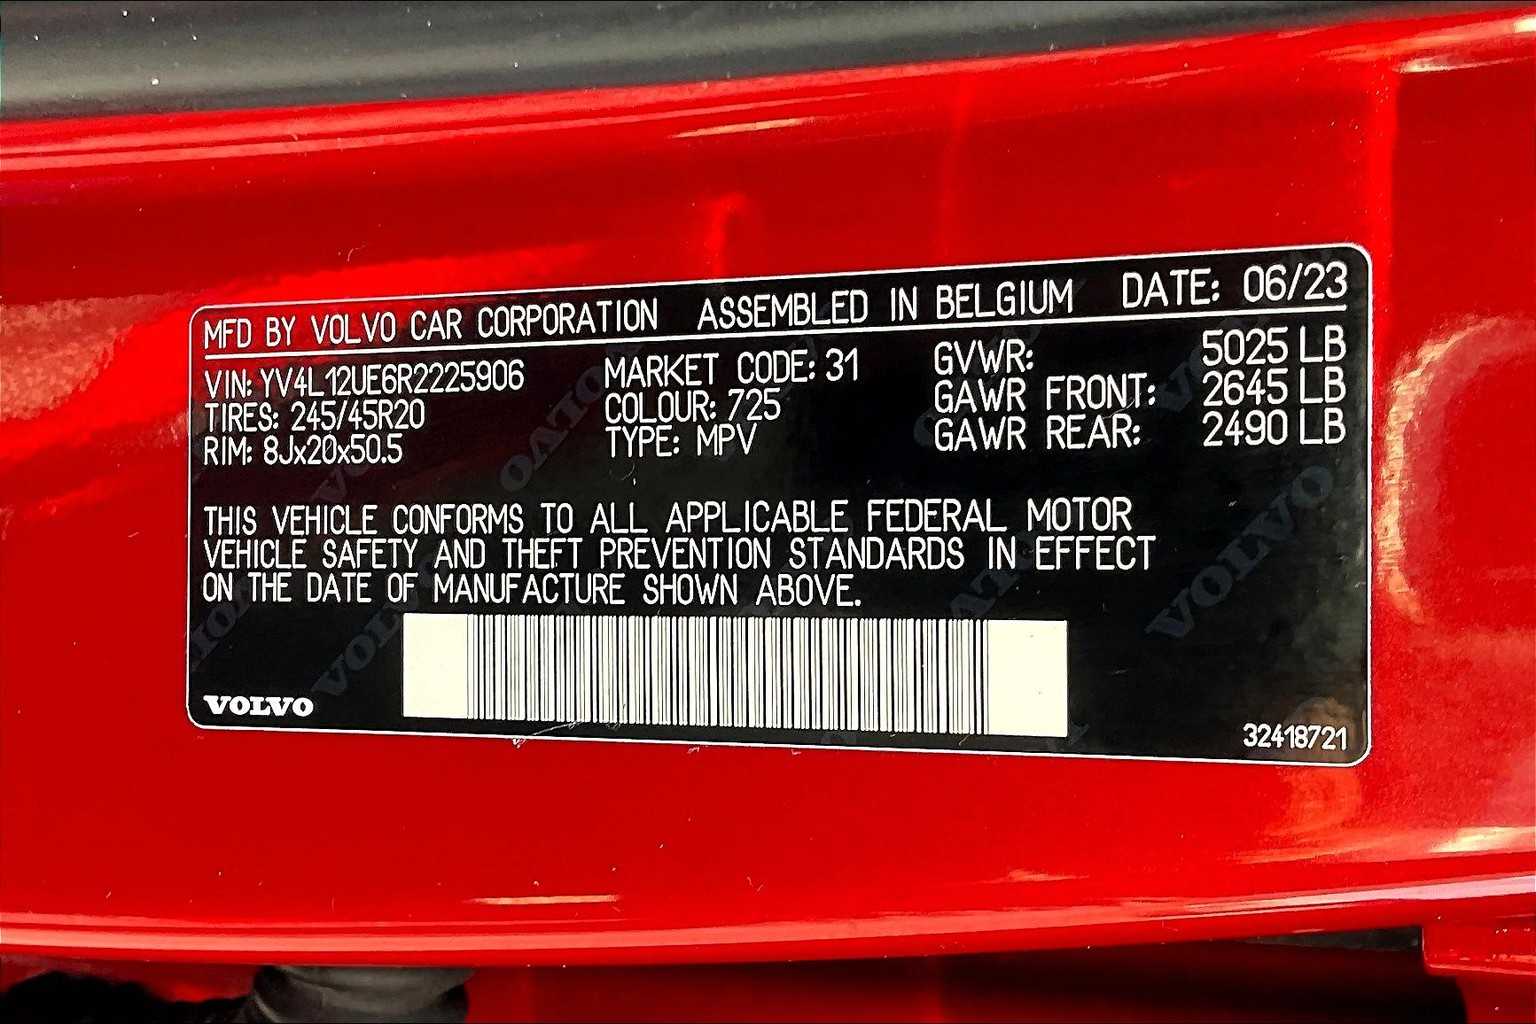 MFD BY VOLVO CAR CORPORATION ASSEMBLED IN BELGIUM DATE: 06/23
VIN: YV4L12UE6R2225906 MARKET CODE: 31 GVWR: 5025 LB
TIRES: 245/45R20 COLOUR: 725 GAWR FRONT: 2645 LB
RIM: 8Jx20x50.5 TYPE: MPV GAWR REAR: 2490 LB
THIS VEHICLE CONFORMS TO ALL APPLICABLE FEDERAL MOTOR
VEHICLE SAFETY AND THEFT PREVENTION STANDARDS IN EFFECT
ON THE DATE OF MANUFACTURE SHOWN ABOVE.
VOLVO
32418721